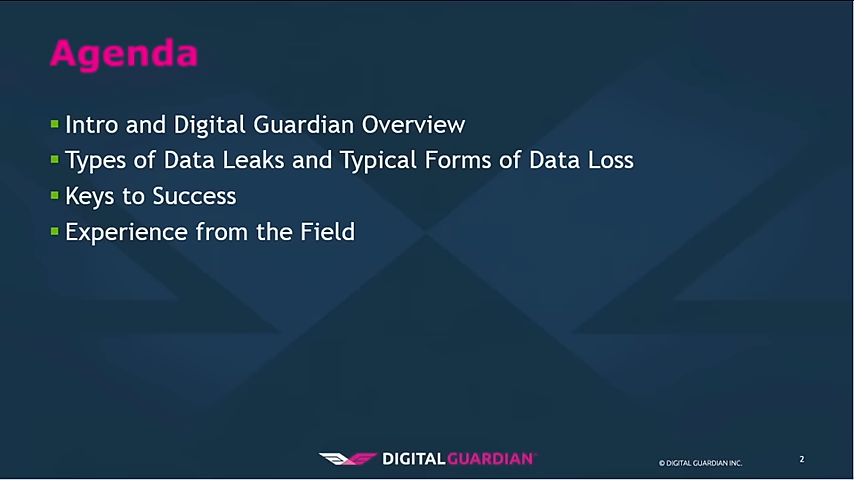 Agenda
Intro and Digital Guardian Overview
Types of Data Leaks and Typical Forms of Data Loss
Keys to Success
Experience from the Field
DIGITAL GUARDIAN
© DIGITAL GUARDIAN INC.
2